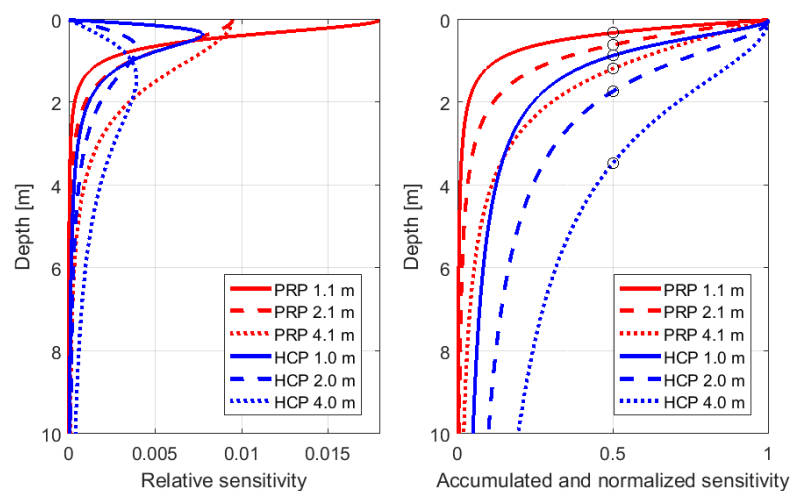 0
2
4
6
8
10
Depth [m]
0
0.005
0.01
0.015
Relative sensitivity
PRP 1.1 m
PRP 2.1 m
PRP 4.1 m
HCP 1.0 m
HCP 2.0 m
HCP 4.0 m
0
2
4
6
8
10
Depth [m]
0
0.5
1
Accumulated and normalized sensitivity
PRP 1.1 m
PRP 2.1 m
PRP 4.1 m
HCP 1.0 m
HCP 2.0 m
HCP 4.0 m